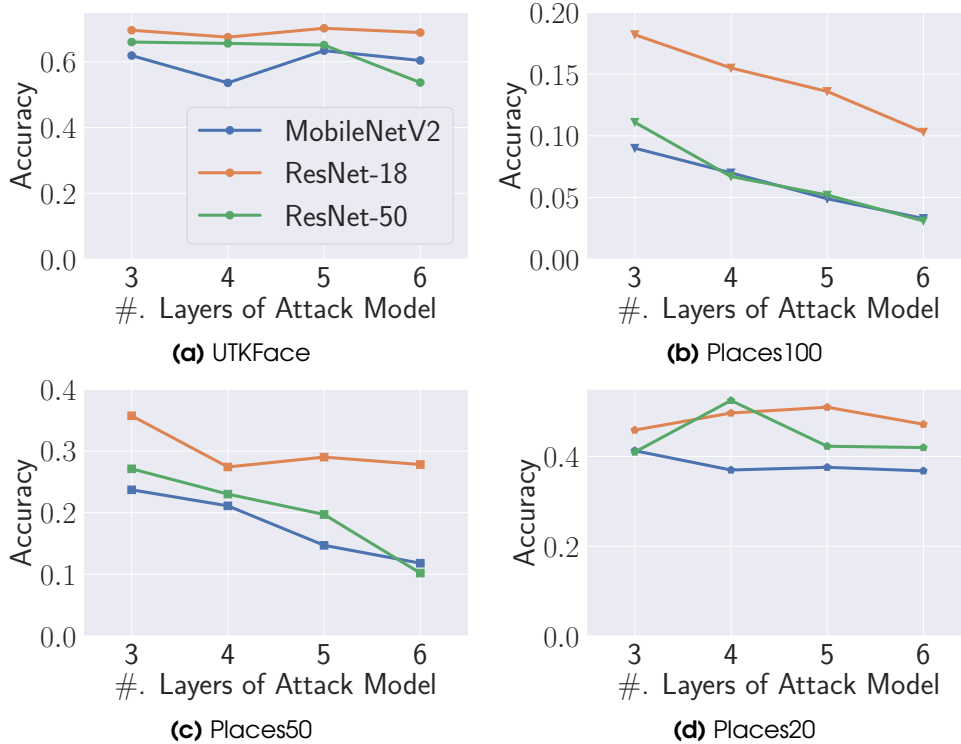 0.6
0.4
0.2
0.0
Accuracy
MobileNetV2
ResNet-18
ResNet-50
3 4 5 6
#. Layers of Attack Model
(a) UTKFace
0.20
0.15
0.10
0.05
0.00
Accuracy
3 4 5 6
#. Layers of Attack Model
(b) Places100
0.4
0.3
0.2
0.1
0.0
Accuracy
3 4 5 6
#. Layers of Attack Model
(c) Places50
0.4
0.2
0.0
Accuracy
3 4 5 6
#. Layers of Attack Model
(d) Places20